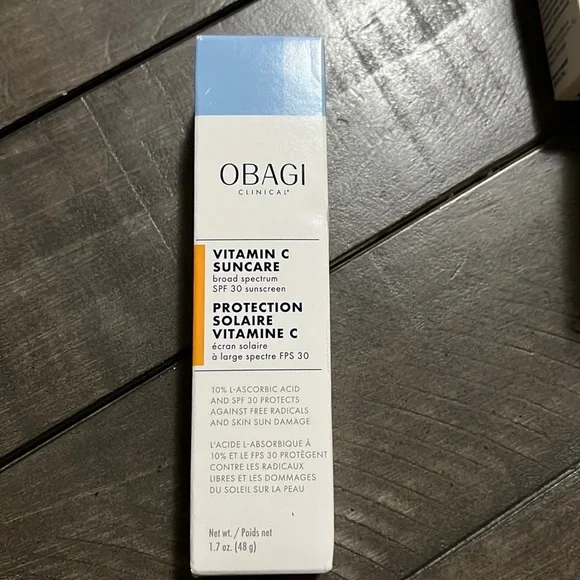 OBAGI
CLINICAL®
VITAMIN C
SUNCARE
broad spectrum
SPF 30 sunscreen
PROTECTION
SOLAIRE
VITAMINE C
écran solaire
à large spectre FPS 30
10% L-ASCORBIC ACID
AND SPF 30 PROTECTS
AGAINST FREE RADICALS
AND SKIN SUN DAMAGE
L'ACIDE L-ABSORBIQUE À
10% ET LE FPS 30 PROTÈGENT
CONTRE LES RADICAUX
LIBRES ET LES DOMMAGES
DU SOLEIL SUR LA PEAU
Net wt. / Poids net
1.7 oz. (48 g)